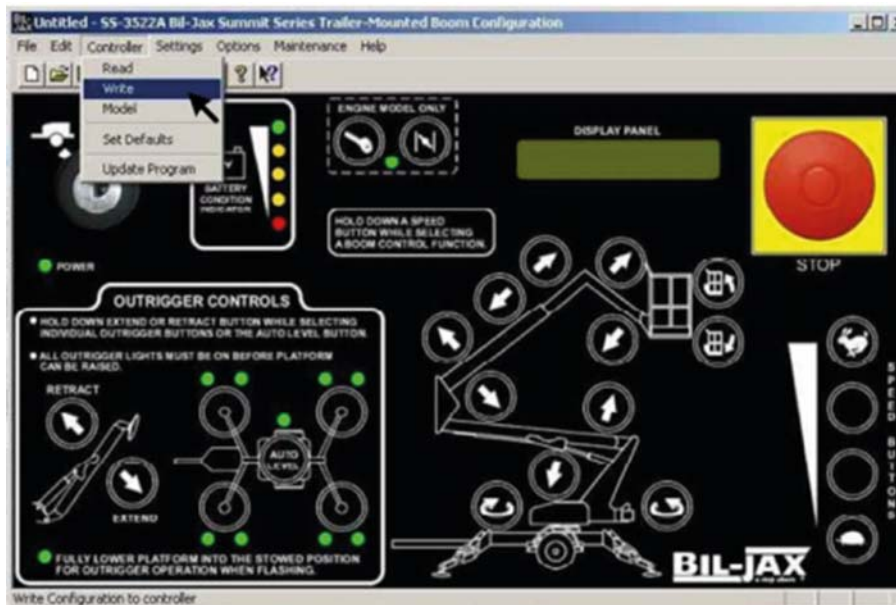 Untitled - SS-3522A Bil-Jax Summit Series Trailer-Mounted Boom Configuration
File Edit Controller Settings Options Maintenance Help
Read
Write
Model
Set Defaults
Update Program
BATTERY
CONDITION
INDICATOR
ENGINE MODEL ONLY
DISPLAY PANEL
HOLD DOWN A SPEED
BUTTON WHILE SELECTING
A BOOM CONTROL FUNCTION.
STOP
POWER
OUTRIGGER CONTROLS
HOLD DOWN EXTEND OR RETRACT BUTTON WHILE SELECTING
INDIVIDUAL OUTRIGGER BUTTONS OR THE AUTO LEVEL BUTTON.
ALL OUTRIGGER LIGHTS MUST BE ON BEFORE PLATFORM
CAN BE RAISED.
RETRACT
AUTO
LEVEL
EXTEND
FULLY LOWER PLATFORM INTO THE STOWED POSITION
FOR OUTRIGGER OPERATION WHEN FLASHING.
SPEED BUTTONS
BIL-JAX
Write Configuration to controller